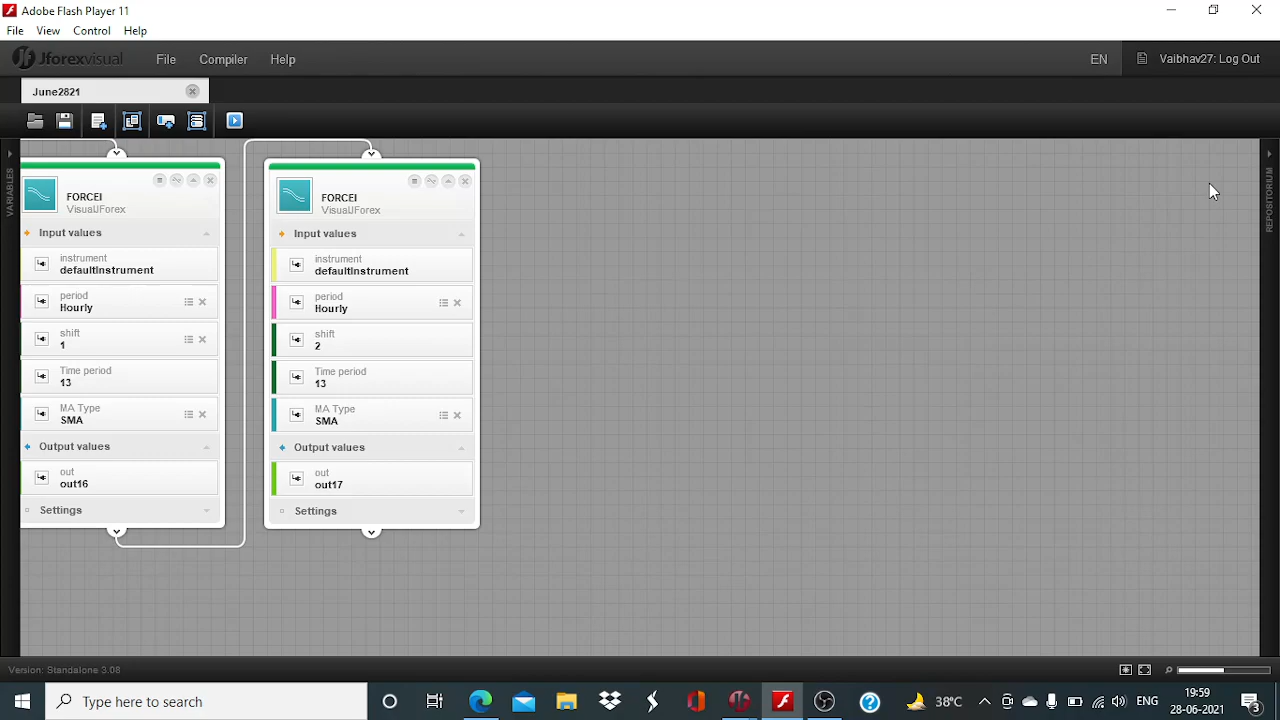 Adobe Flash Player 11
File View Control Help
Jforexvisual File Compiler Help EN Vaibhav27: Log Out
June2821
VARIABLES
REPOSITORIUM
FORCEI
VisualJForex
Input values
instrument
defaultInstrument
period
Hourly
shift
1
Time period
13
MA Type
SMA
Output values
out
out16
Settings
FORCEI
VisualJForex
Input values
instrument
defaultInstrument
period
Hourly
shift
2
Time period
13
MA Type
SMA
Output values
out
out17
Settings
Version: Standalone 3.08
Type here to search
38°C
ENG
19:59
28-06-2021
3